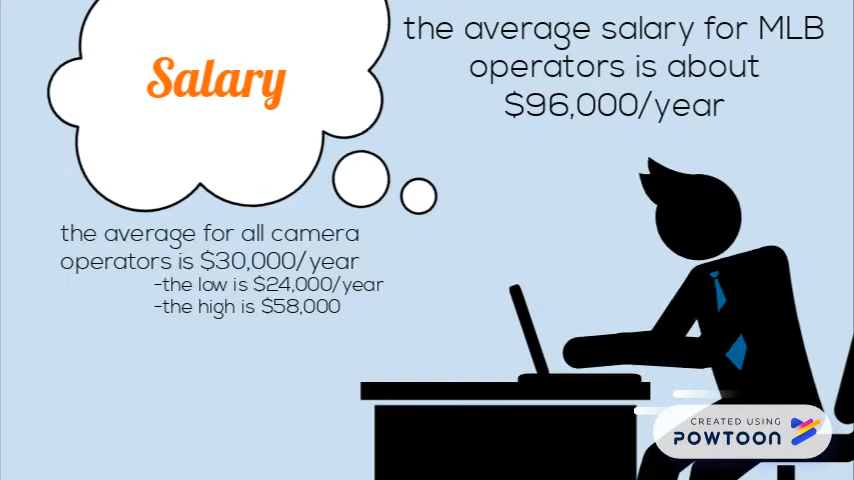 Salary
the average salary for MLB
operators is about
$96,000/year
the average for all camera
operators is $30,000/year
-the low is $24,000/year
-the high is $58,000
CREATED USING
POWTOON